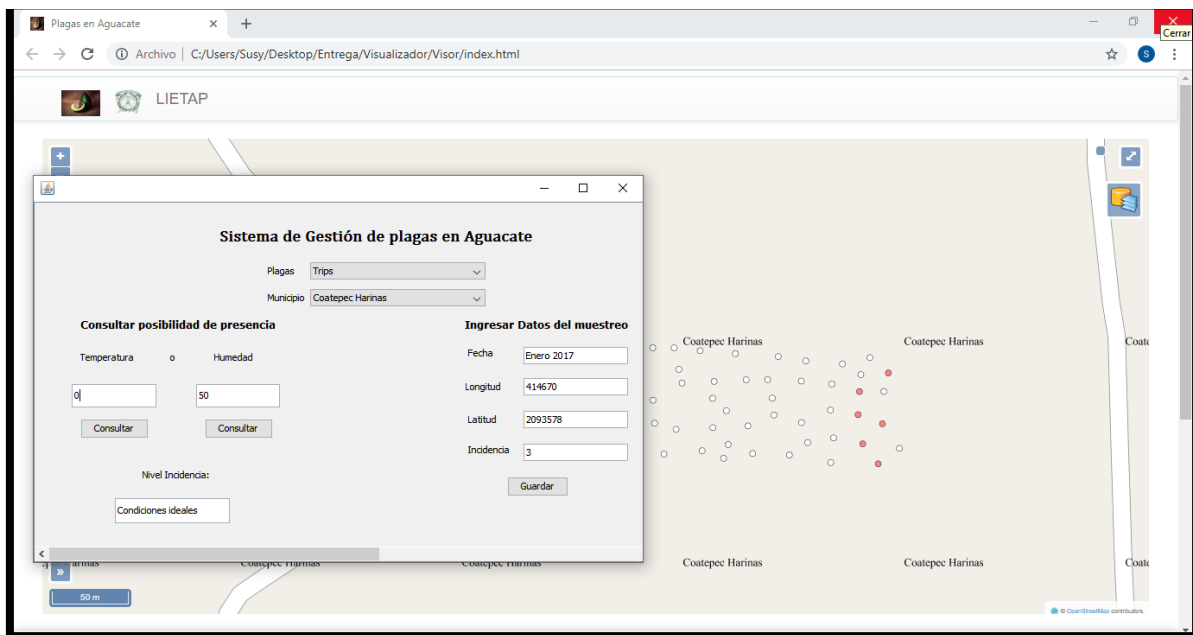 Plagas en Aguacate
Cerrar
Archivo C:/Users/Susy/Desktop/Entrega/Visualizador/Visor/index.html
S
LIETAP
Sistema de Gestión de plagas en Aguacate
Plagas Trips
Municipio Coatepec Harinas
Consultar posibilidad de presencia
Temperatura o Humedad
0 50
Consultar Consultar
Nivel Incidencia:
Condiciones ideales
Ingresar Datos del muestreo
Fecha Enero 2017
Longitud 414670
Latitud 2093578
Incidencia 3
Guardar
Coatepec Harinas Coatepec Harinas Coate
Coatepec Harinas Coatepec Harinas Coatepec Harinas Coatepec Harinas Coate
50 m
© OpenStreetMap contributors.